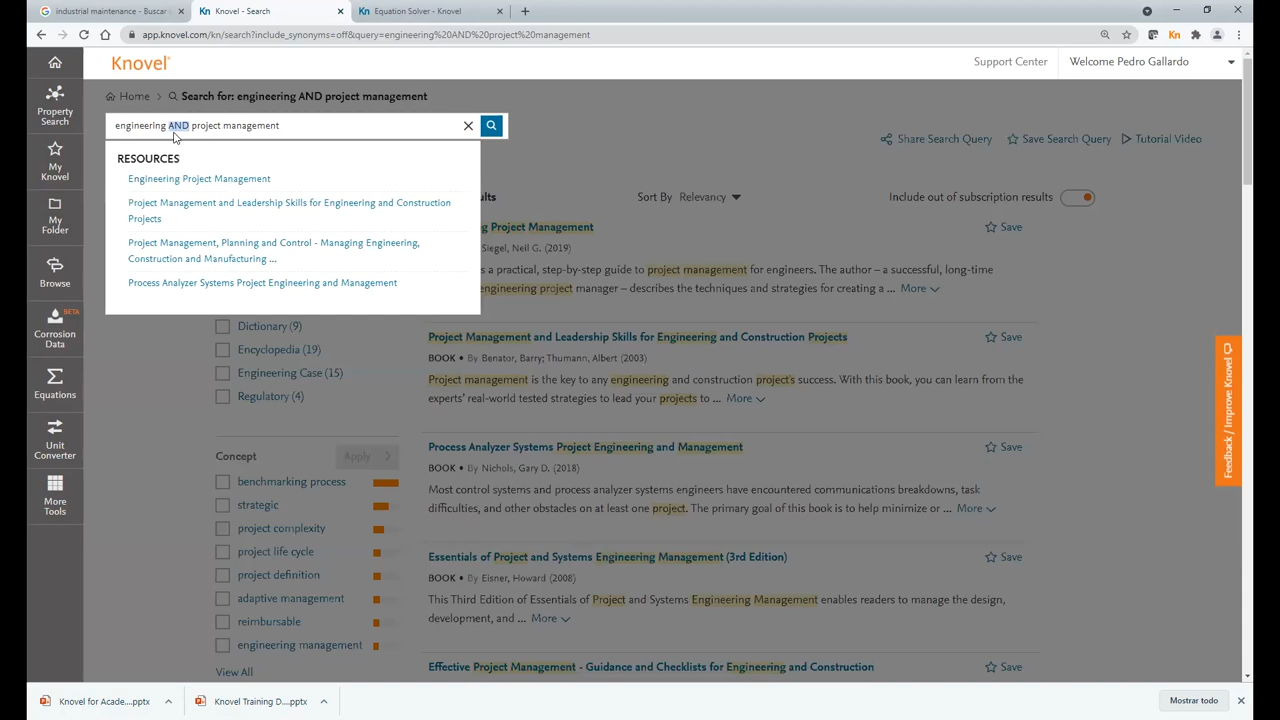 industrial maintenance - Buscar
Knovel - Search
Equation Solver - Knovel
app.knovel.com/kn/search?include_synonyms=off&query=engineering%20AND%20project%20management
Kn
Knovel
Support Center
Welcome Pedro Gallardo
Home
Search for: engineering AND project management
engineering AND project management
Share Search Query
Save Search Query
Tutorial Video
Property Search
My Knovel
My Folder
Browse
BETA
Corrosion Data
Equations
Unit Converter
More Tools
RESOURCES
Engineering Project Management
Project Management and Leadership Skills for Engineering and Construction
Projects
Project Management, Planning and Control - Managing Engineering,
Construction and Manufacturing ...
Process Analyzer Systems Project Engineering and Management
Sort By Relevancy
Include out of subscription results
Dictionary (9)
Encyclopedia (19)
Engineering Case (15)
Regulatory (4)
Concept
Apply
benchmarking process
strategic
project complexity
project life cycle
project definition
adaptive management
reimbursable
engineering management
View All
Project Management
Save
Siegel, Neil G. (2019)
s a practical, step-by-step guide to project management for engineers. The author – a successful, long-time
engineering project manager – describes the techniques and strategies for creating a ... More
Project Management and Leadership Skills for Engineering and Construction Projects
Save
BOOK • By Benator, Barry; Thumann, Albert (2003)
Project management is the key to any engineering and construction project's success. With this book, you can learn from the
experts' real-world tested strategies to lead your projects to ... More
Process Analyzer Systems Project Engineering and Management
Save
BOOK • By Nichols, Gary D. (2018)
Most control systems and process analyzer systems engineers have encountered communications breakdowns, task
difficulties, and other obstacles on at least one project. The primary goal of this book is to help minimize or ... More
Essentials of Project and Systems Engineering Management (3rd Edition)
Save
BOOK • By Eisner, Howard (2008)
This Third Edition of Essentials of Project and Systems Engineering Management enables readers to manage the design,
development, and ... More
Effective Project Management - Guidance and Checklists for Engineering and Construction
Save
Feedback / Improve Knovel
Knovel for Acade....pptx
Knovel Training D....pptx
Mostrar todo